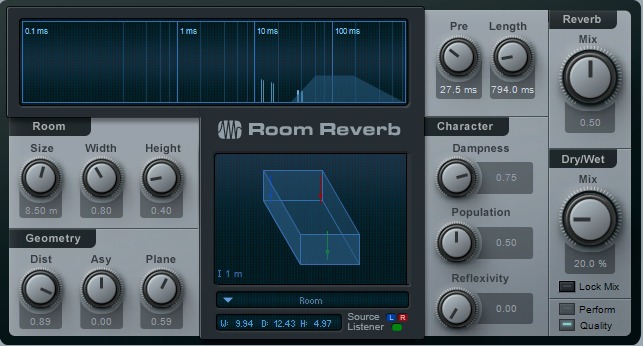 0.1 ms 1 ms 10 ms 100 ms
Pre Length
27.5 ms 794.0 ms
Reverb
Mix
0.50
Room
Size Width Height
8.50 m 0.80 0.40
Geometry
Dist Asy Plane
0.89 0.00 0.59
Room Reverb
1 m
Room
W: 9.94 D: 12.43 H: 4.97
Source L R
Listener
Character
Dampness
0.75
Population
0.50
Reflexivity
0.00
Dry/Wet
Mix
20.0 %
Lock Mix
Perform
Quality